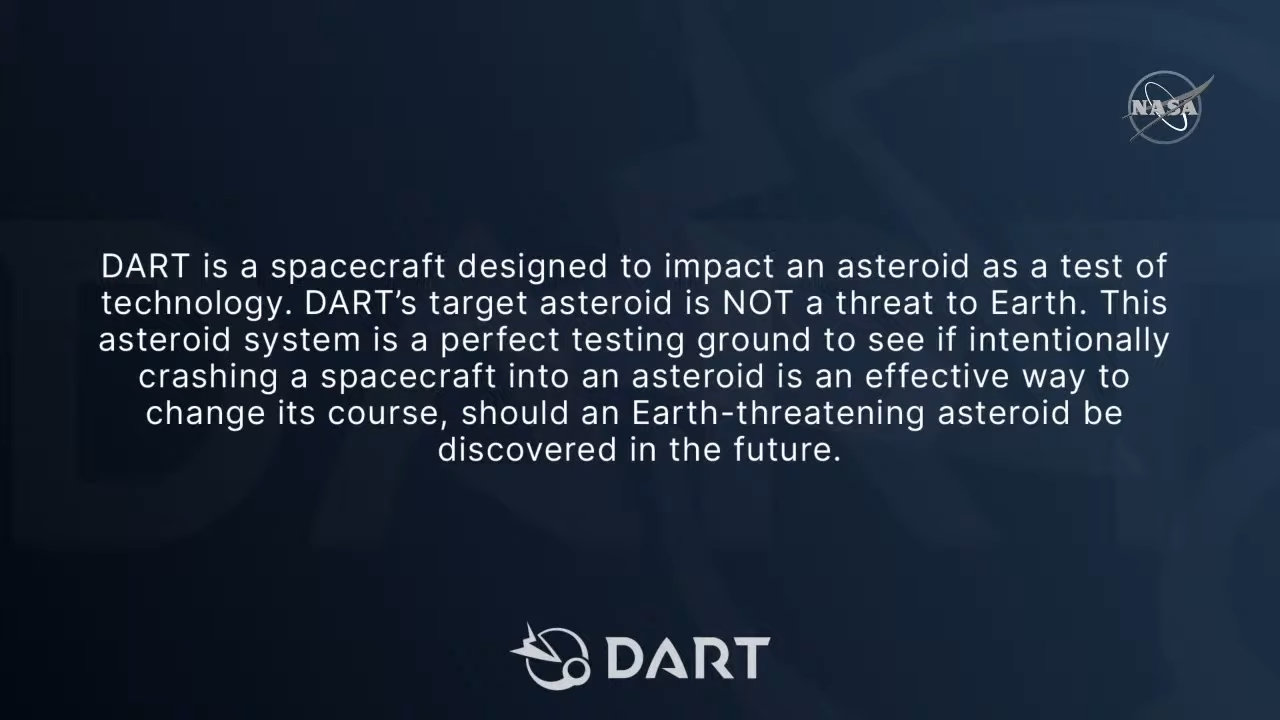 NASA
DART is a spacecraft designed to impact an asteroid as a test of
technology. DART’s target asteroid is NOT a threat to Earth. This
asteroid system is a perfect testing ground to see if intentionally
crashing a spacecraft into an asteroid is an effective way to
change its course, should an Earth-threatening asteroid be
discovered in the future.
DART